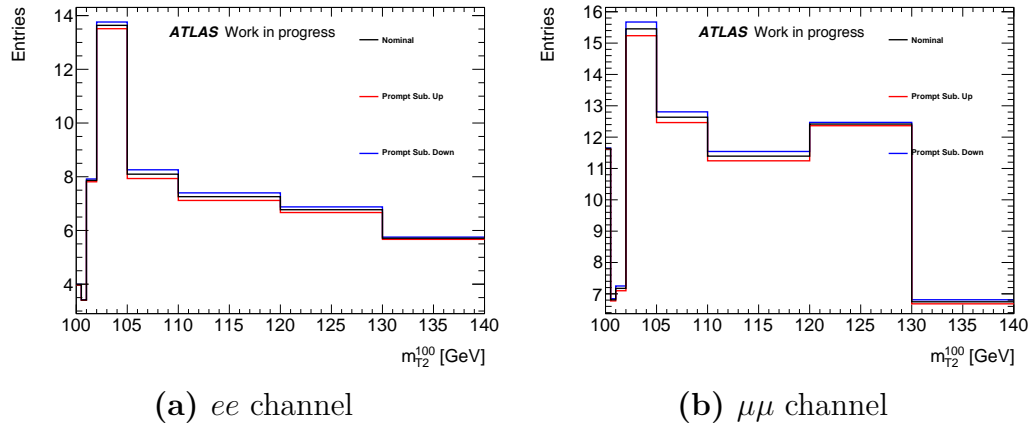 Entries
14
12
10
8
6
4
ATLAS Work in progress
Nominal
Prompt Sub. Up
Prompt Sub. Down
100 105 110 115 120 125 130 135 140
m_{T2}^{100} [GeV]
(a) ee channel
Entries
16
15
14
13
12
11
10
9
8
7
ATLAS Work in progress
Nominal
Prompt Sub. Up
Prompt Sub. Down
100 105 110 115 120 125 130 135 140
m_{T2}^{100} [GeV]
(b) μμ channel